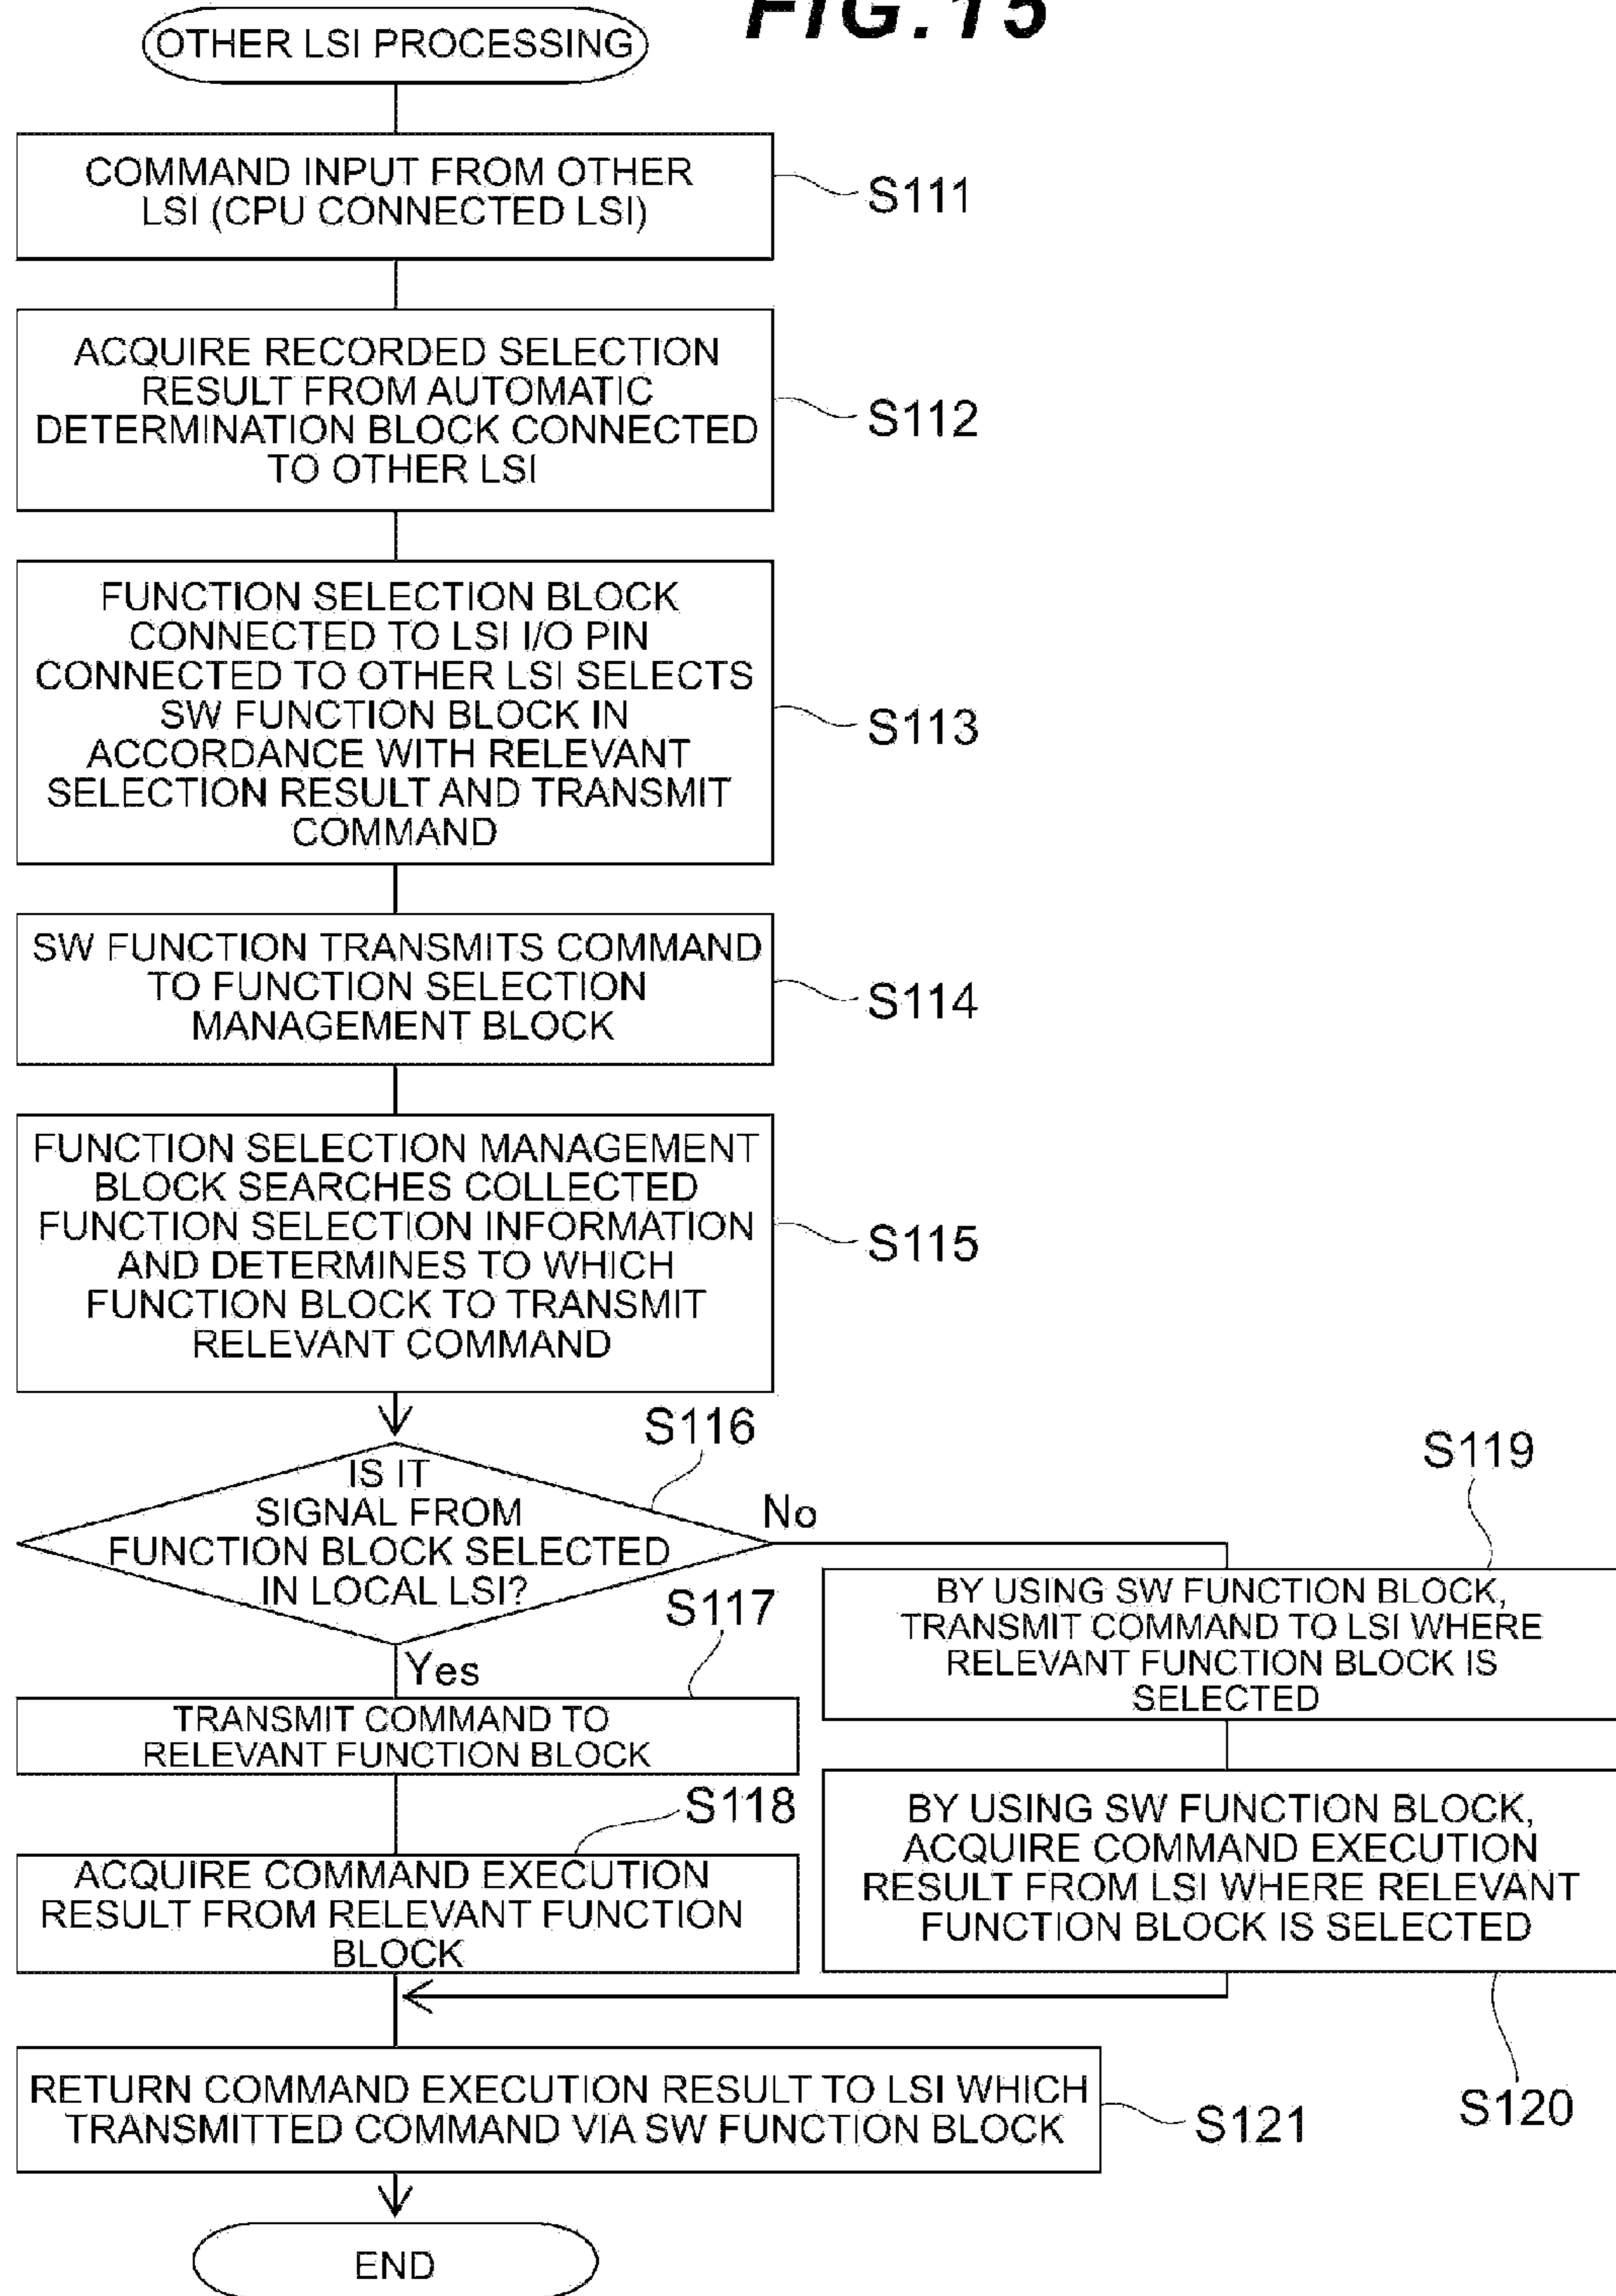 FIG.15
OTHER LSI PROCESSING
COMMAND INPUT FROM OTHER
LSI (CPU CONNECTED LSI)
S111
ACQUIRE RECORDED SELECTION
RESULT FROM AUTOMATIC
DETERMINATION BLOCK CONNECTED
TO OTHER LSI
S112
FUNCTION SELECTION BLOCK
CONNECTED TO LSI I/O PIN
CONNECTED TO OTHER LSI SELECTS
SW FUNCTION BLOCK IN
ACCORDANCE WITH RELEVANT
SELECTION RESULT AND TRANSMIT
COMMAND
S113
SW FUNCTION TRANSMITS COMMAND
TO FUNCTION SELECTION
MANAGEMENT BLOCK
S114
FUNCTION SELECTION MANAGEMENT
BLOCK SEARCHES COLLECTED
FUNCTION SELECTION INFORMATION
AND DETERMINES TO WHICH
FUNCTION BLOCK TO TRANSMIT
RELEVANT COMMAND
S115
S116
IS IT
SIGNAL FROM
FUNCTION BLOCK SELECTED
IN LOCAL LSI?
No
Yes
S117
TRANSMIT COMMAND TO
RELEVANT FUNCTION BLOCK
S118
ACQUIRE COMMAND EXECUTION
RESULT FROM RELEVANT FUNCTION
BLOCK
S119
BY USING SW FUNCTION BLOCK,
TRANSMIT COMMAND TO LSI WHERE
RELEVANT FUNCTION BLOCK IS
SELECTED
BY USING SW FUNCTION BLOCK,
ACQUIRE COMMAND EXECUTION
RESULT FROM LSI WHERE RELEVANT
FUNCTION BLOCK IS SELECTED
S120
RETURN COMMAND EXECUTION RESULT TO LSI WHICH
TRANSMITTED COMMAND VIA SW FUNCTION BLOCK
S121
END